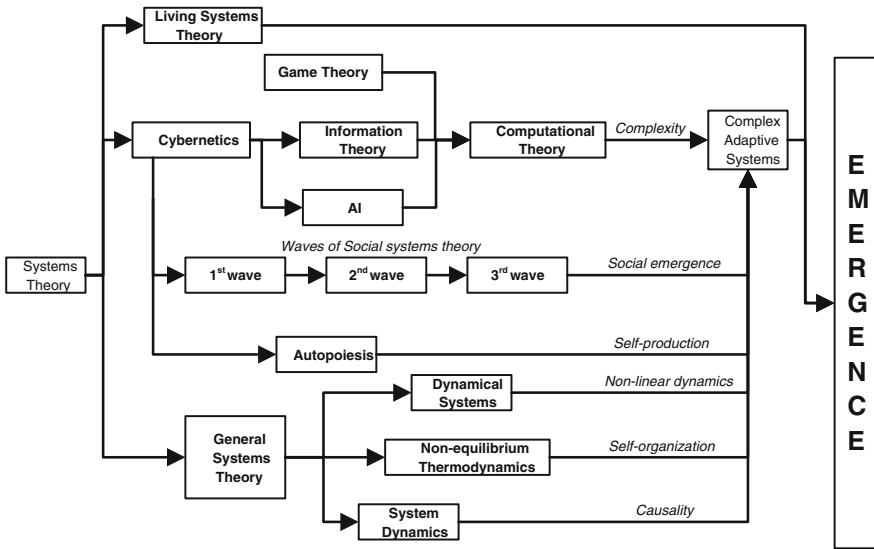 Living Systems
Theory
Game Theory
Cybernetics
Information
Theory
Computational
Theory
Complexity
Complex
Adaptive
Systems
AI
Waves of Social systems theory
Systems
Theory
1st wave
2nd wave
3rd wave
Social emergence
Autopoiesis
Self-production
Dynamical
Systems
Non-linear dynamics
General
Systems
Theory
Non-equilibrium
Thermodynamics
Self-organization
System
Dynamics
Causality
E
M
E
R
G
E
N
C
E